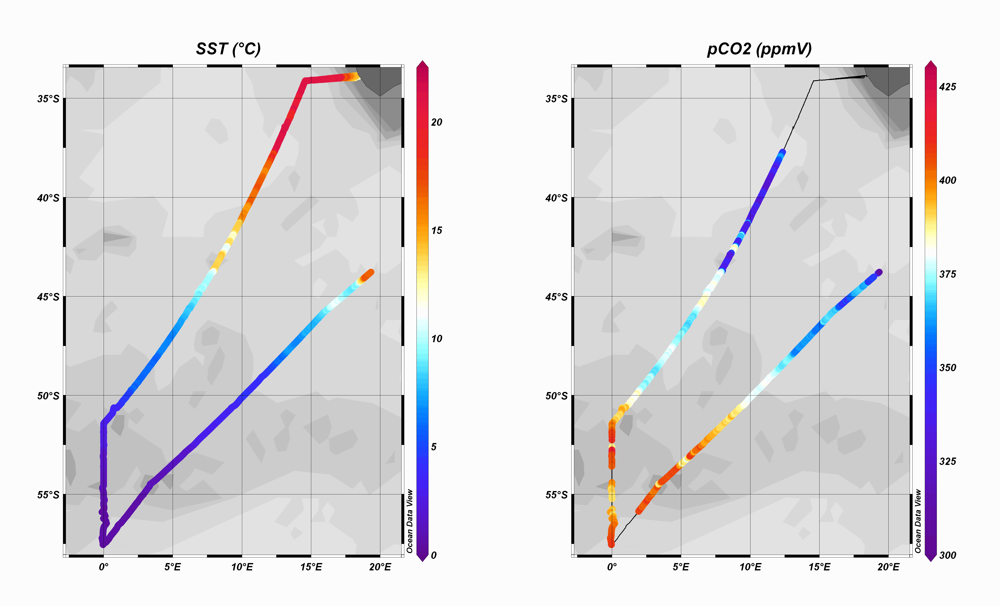 SST (°C)
35°S
40°S
45°S
50°S
55°S
0°
5°E
10°E
15°E
20°E
20
15
10
5
0
Ocean Data View
pCO2 (ppmV)
35°S
40°S
45°S
50°S
55°S
0°
5°E
10°E
15°E
20°E
425
400
375
350
325
300
Ocean Data View